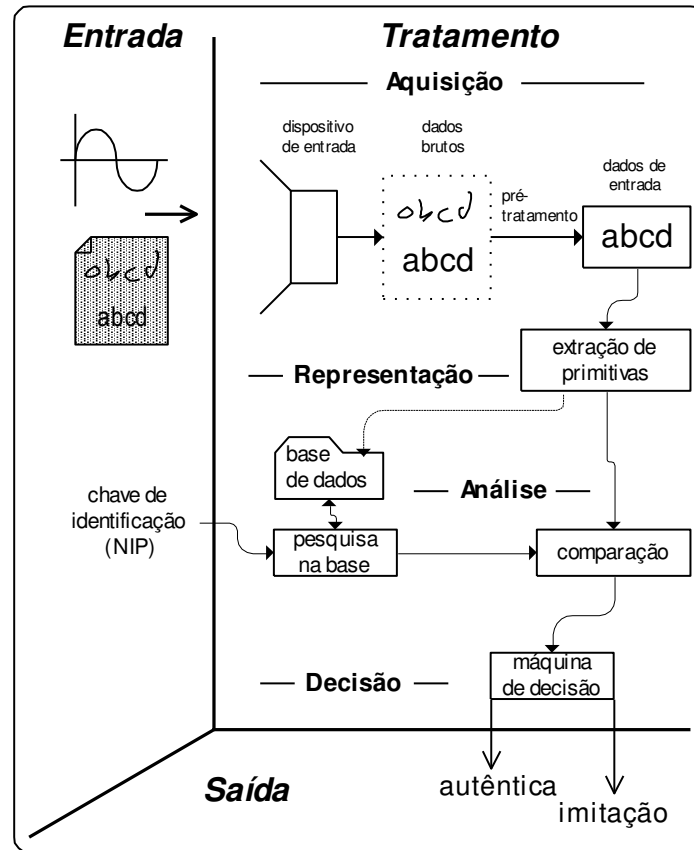 Entrada
Tratamento
Aquisição
dispositivo
de entrada
dados
brutos
dados de
entrada
abcd
abcd
pré-
tratamento
abcd
abcd
abcd
extração de
primitivas
Representação
base
de dados
Análise
chave de
identificação
(NIP)
pesquisa
na base
comparação
Decisão
máquina
de decisão
autêntica
imitação
Saída